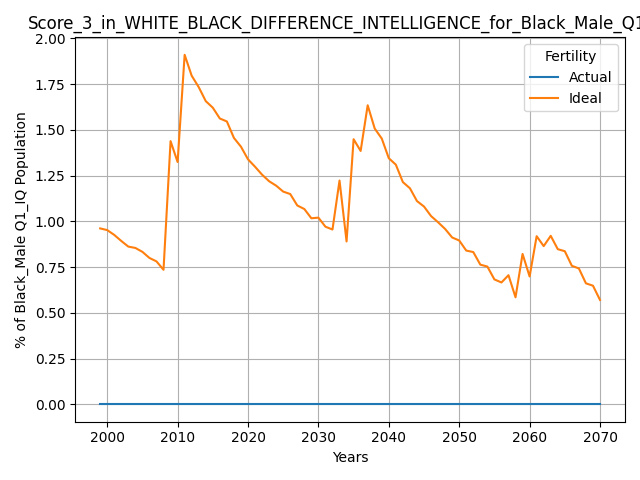 Score_3_in_WHITE_BLACK_DIFFERENCE_INTELLIGENCE_for_Black_Male_Q1
Fertility
Actual
Ideal
% of Black_Male Q1_IQ Population
2.00
1.75
1.50
1.25
1.00
0.75
0.50
0.25
0.00
2000 2010 2020 2030 2040 2050 2060 2070
Years